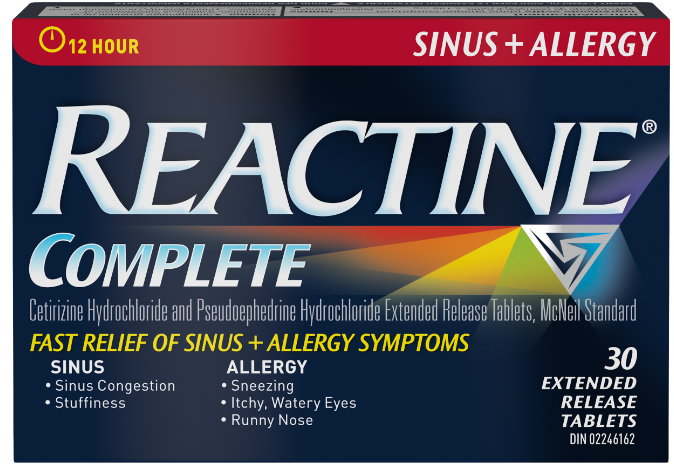 12 HOUR
SINUS + ALLERGY
REACTINE®
COMPLETE
Cetirizine Hydrochloride and Pseudoephedrine Hydrochloride Extended Release Tablets, McNeil Standard
FAST RELIEF OF SINUS + ALLERGY SYMPTOMS
SINUS
• Sinus Congestion
• Stuffiness
ALLERGY
• Sneezing
• Itchy, Watery Eyes
• Runny Nose
30
EXTENDED
RELEASE
TABLETS
DIN 02246162